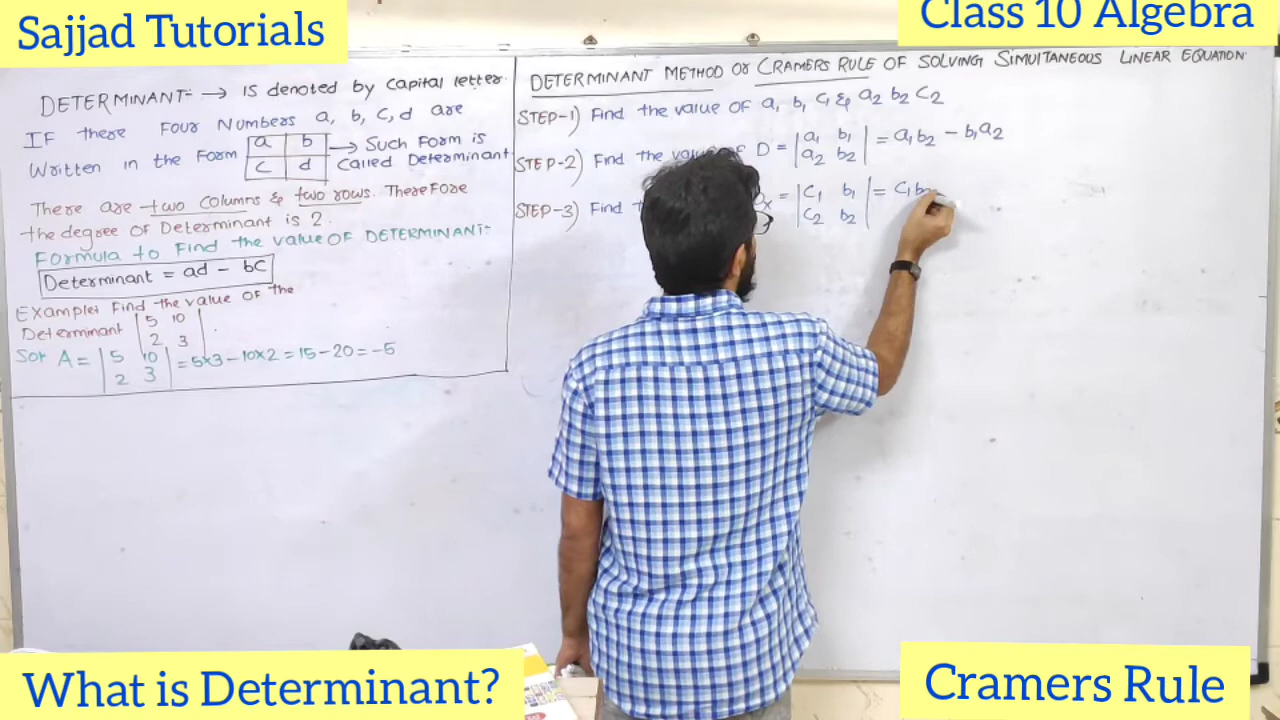 Sajjad Tutorials
Class 10 Algebra
DETERMINANT:- → IS denoted by Capital letter.
IF there Four Numbers a, b, c, d are
Written in the Form
a b
c d
→ Such Form is
called Determinant
There are two Columns & two rows. ThereFore
the degree OF Determinant is 2.
Formula to Find the value OF DETERMINANT:-
Determinant = ad - bc
Example: Find the value OF the
Determinant | 5 10 |
2 3
Sol A = | 5 10 | = 5x3 - 10x2 = 15 - 20 = -5
2 3
DETERMINANT METHOD or CRAMERS RULE OF SOLVING SIMULTANEOUS LINEAR EQUATION
STEP-1) Find the value OF a₁ b₁ c₁ & a₂ b₂ c₂
STEP-2) Find the value OF D = | a₁ b₁ | = a₁b₂ - b₁a₂
a₂ b₂
STEP-3) Find = | c₁ b₁ | = c₁b₂
c₂ b₂
What is Determinant?
Cramers Rule